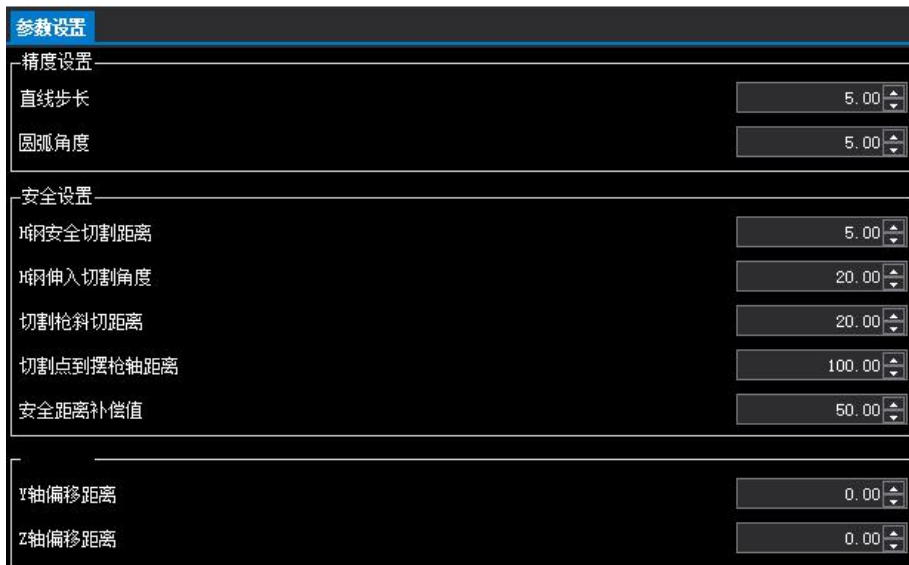 参数设置
精度设置
直线步长 5.00
圆弧角度 5.00
安全设置
H钢安全切割距离 5.00
H钢伸入切割角度 20.00
切割枪斜切距离 20.00
切割点到摆枪轴距离 100.00
安全距离补偿值 50.00
Y轴偏移距离 0.00
Z轴偏移距离 0.00